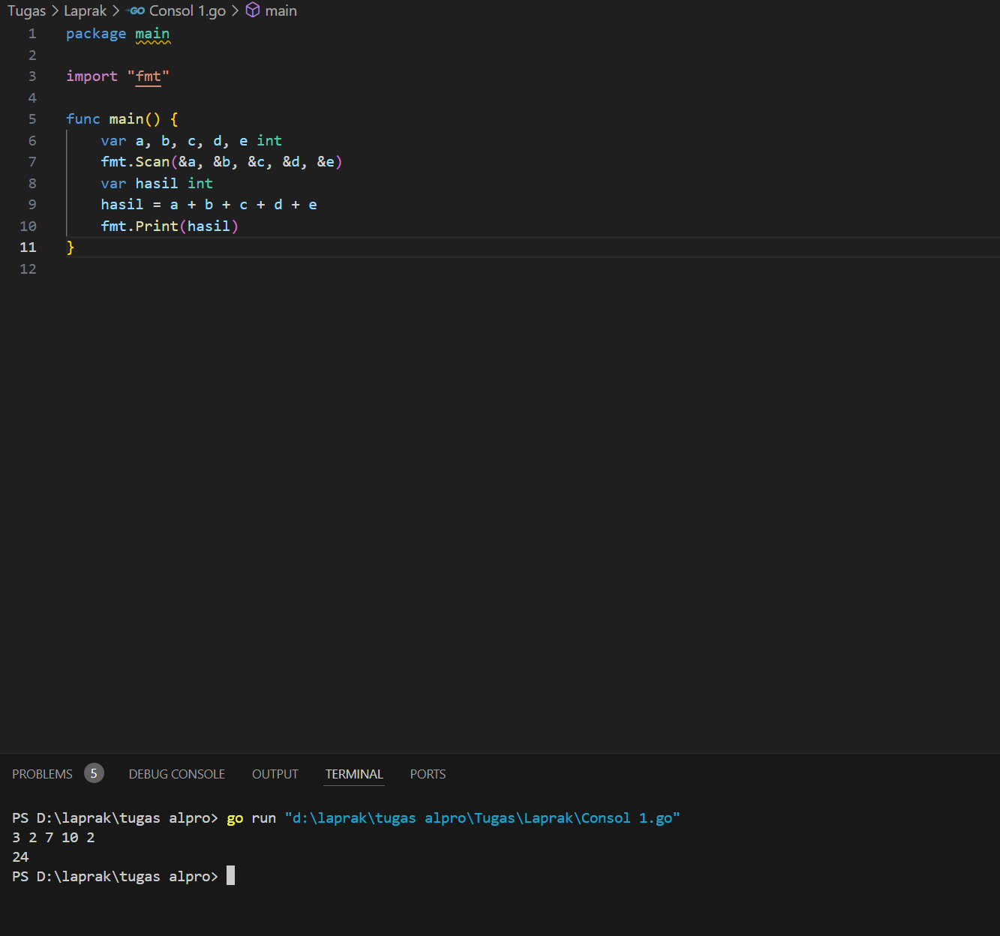 Tugas > Laprak > GO Consol 1.go > main
1 package main
2
3 import "fmt"
4
5 func main() {
6     var a, b, c, d, e int
7     fmt.Scan(&a, &b, &c, &d, &e)
8     var hasil int
9     hasil = a + b + c + d + e
10     fmt.Print(hasil)
11 }
12
PROBLEMS 5 DEBUG CONSOLE OUTPUT TERMINAL PORTS
PS D:\laprak\tugas alpro> go run "d:\laprak\tugas alpro\Tugas\Laprak\Consol 1.go"
3 2 7 10 2
24
PS D:\laprak\tugas alpro>